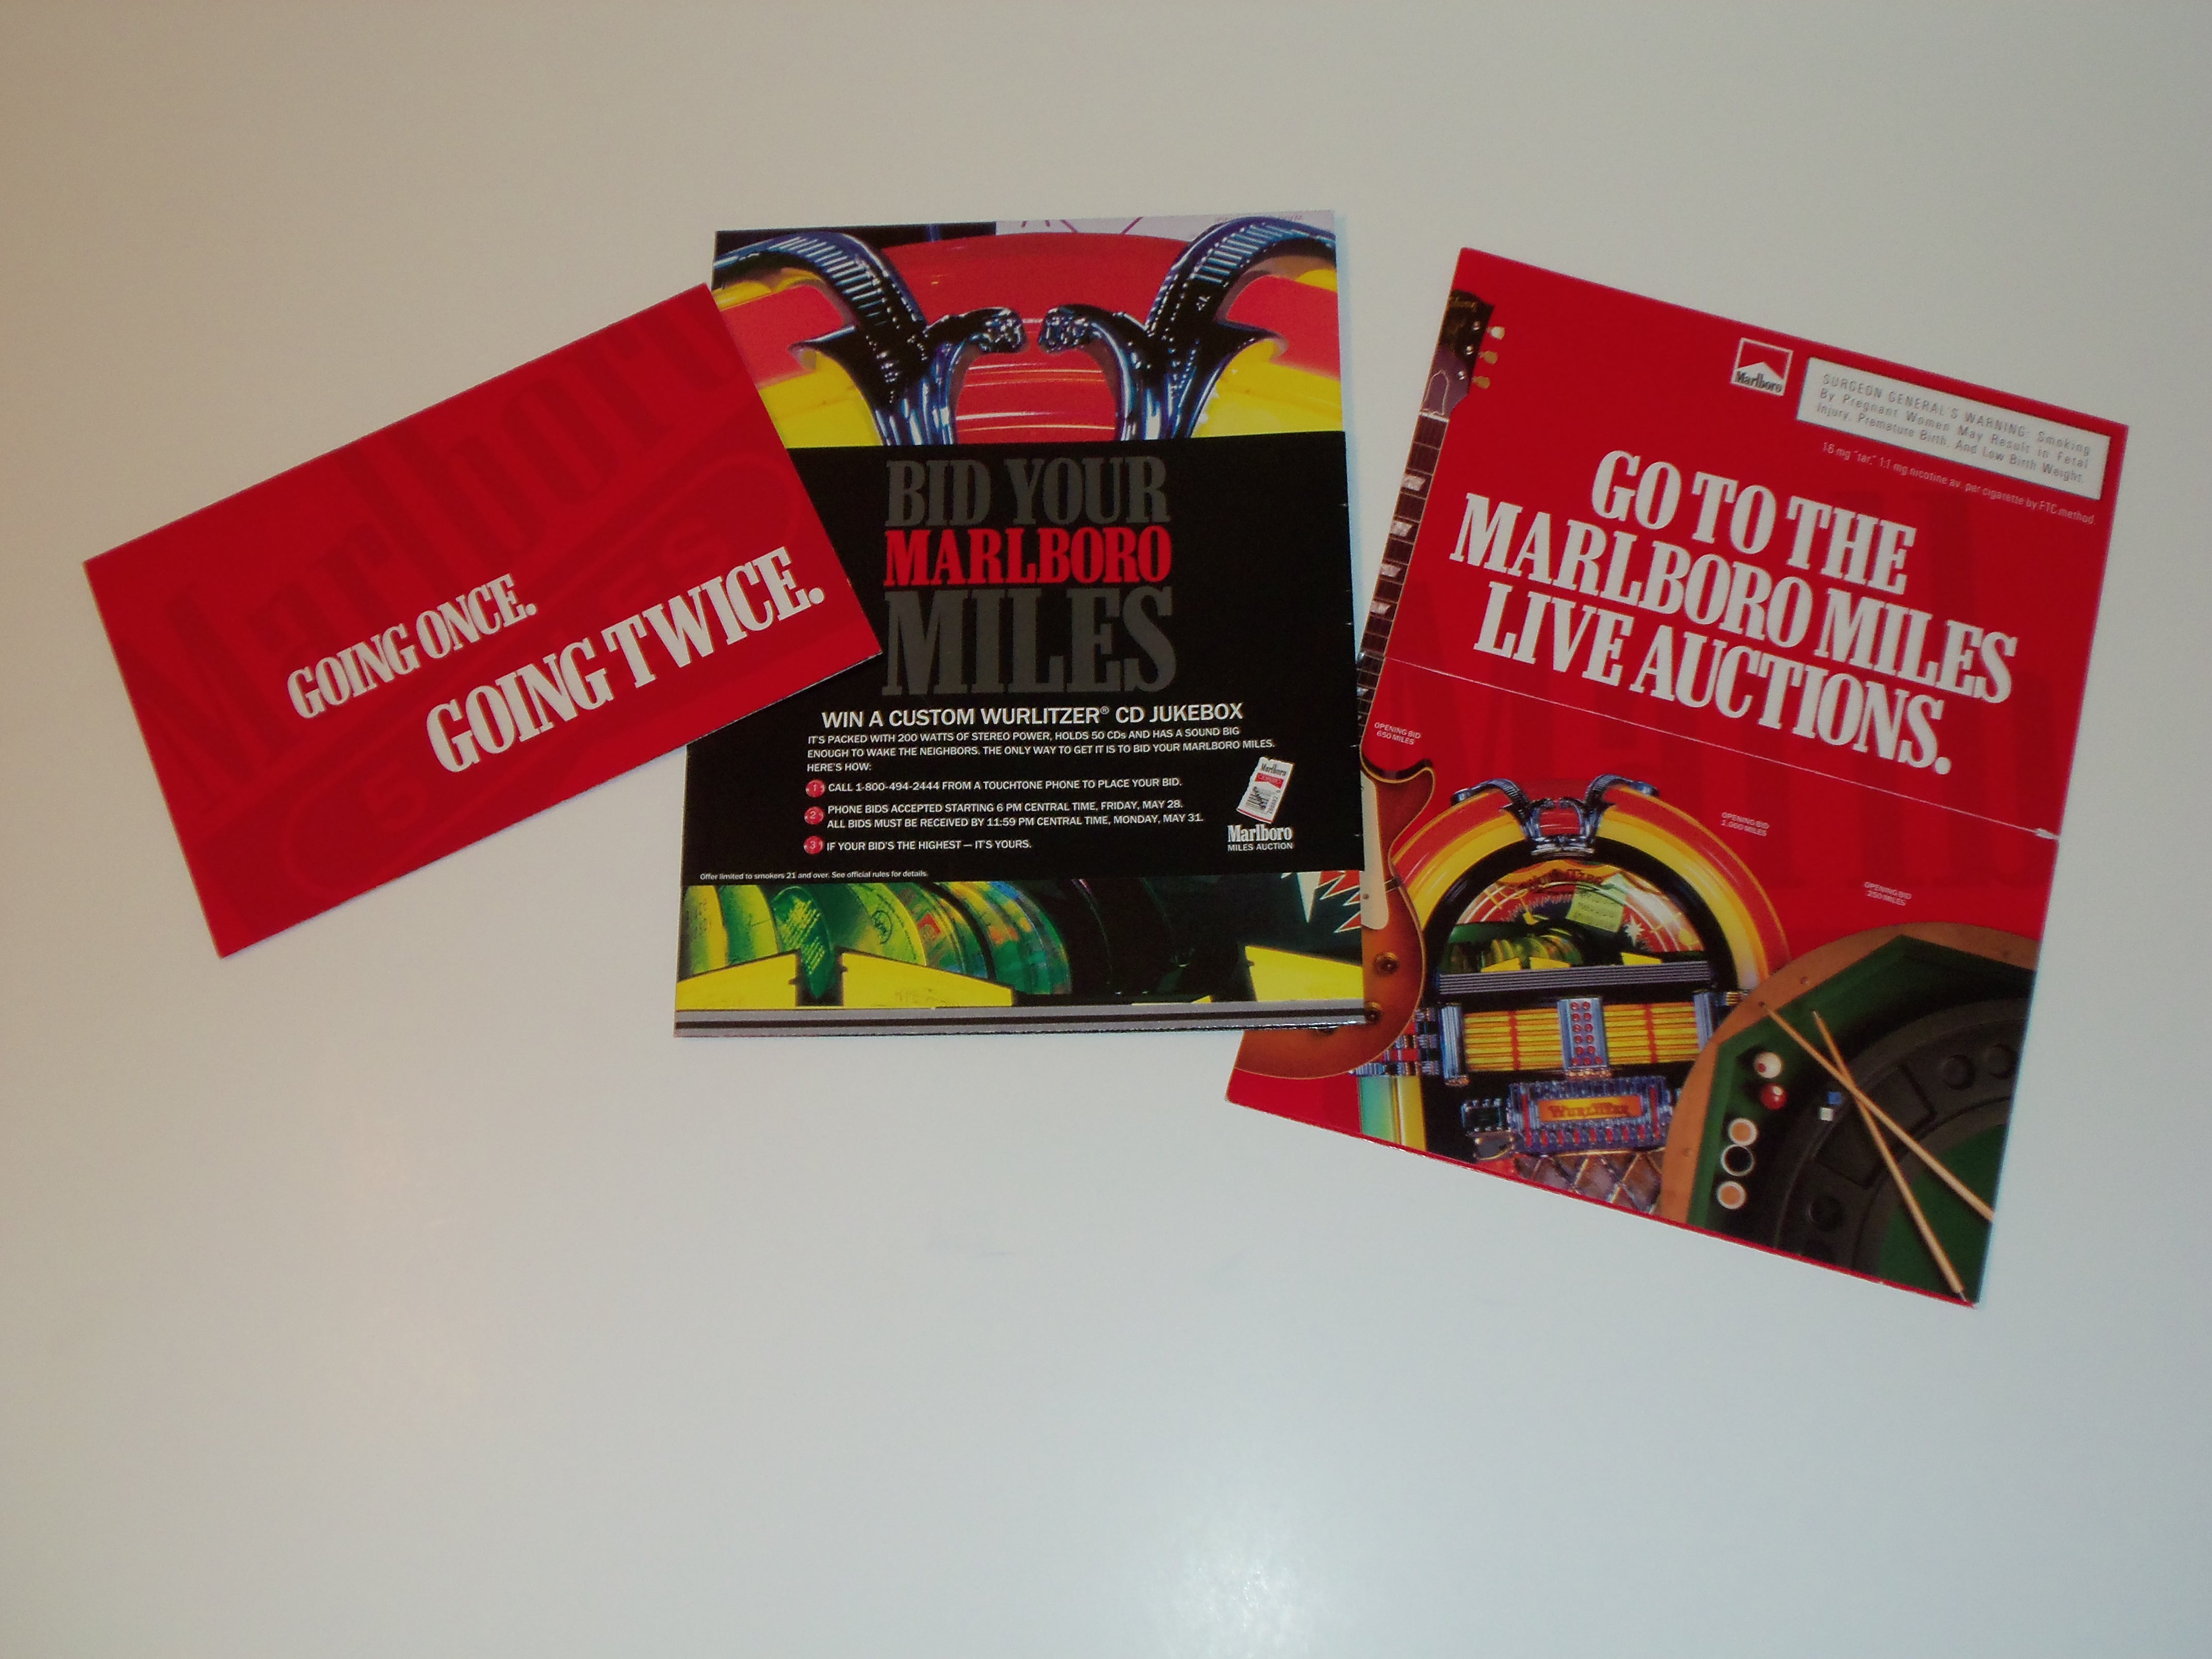 GOING ONCE.
GOING TWICE.
Marlboro
5 MILES
BID YOUR
MARLBORO
MILES
WIN A CUSTOM WURLITZER® CD JUKEBOX
IT'S PACKED WITH 200 WATTS OF STEREO POWER, HOLDS 50 CDs AND HAS A SOUND BIG
ENOUGH TO WAKE THE NEIGHBORS. THE ONLY WAY TO GET IT IS TO BID YOUR MARLBORO MILES.
HERE'S HOW:
1 CALL 1-800-494-2444 FROM A TOUCHTONE PHONE TO PLACE YOUR BID.
2 PHONE BIDS ACCEPTED STARTING 6 PM CENTRAL TIME, FRIDAY, MAY 28.
ALL BIDS MUST BE RECEIVED BY 11:59 PM CENTRAL TIME, MONDAY, MAY 31.
3 IF YOUR BID'S THE HIGHEST — IT'S YOURS.
Marlboro
Marlboro
MILES AUCTION
Offer limited to smokers 21 and over. See official rules for details.
Marlboro
SURGEON GENERAL'S WARNING: Smoking
By Pregnant Women May Result in Fetal
Injury, Premature Birth, And Low Birth Weight.
16 mg "tar," 1.1 mg nicotine av. per cigarette by FTC method.
GO TO THE
MARLBORO MILES
LIVE AUCTIONS.
OPENING BID
650 MILES
OPENING BID
1,000 MILES
OPENING BID
250 MILES
WURLITZER